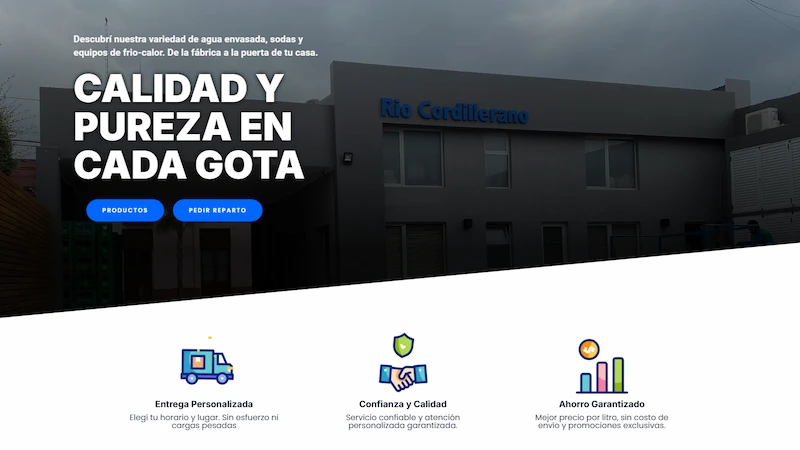 Descubrí nuestra variedad de agua envasada, sodas y
equipos de frio-calor. De la fábrica a la puerta de tu casa.
CALIDAD Y
PUREZA EN
CADA GOTA
Rio Cordillerano
PRODUCTOS
PEDIR REPARTO
Entrega Personalizada
Elegí tu horario y lugar. Sin esfuerzo ni
cargas pesadas
Confianza y Calidad
Servicio confiable y atención
personalizada garantizada.
Ahorro Garantizado
Mejor precio por litro, sin costo de
envío y promociones exclusivas.